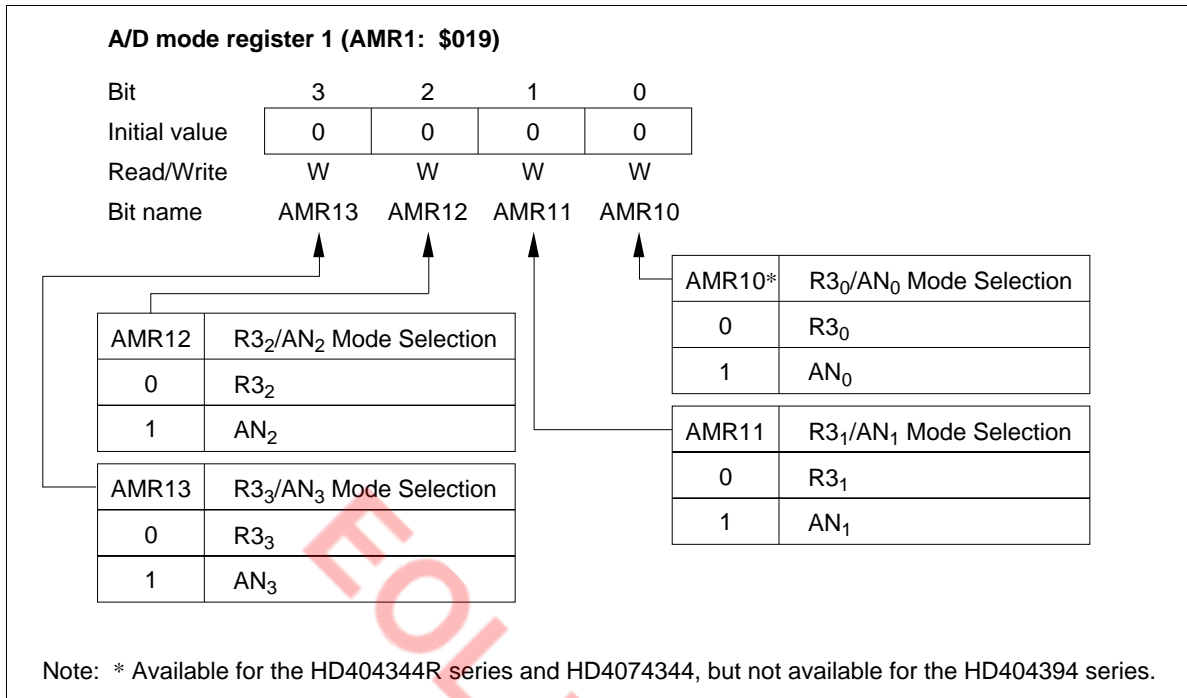 A/D mode register 1 (AMR1: $019)
Bit 3 2 1 0
Initial value 0 0 0 0
Read/Write W W W W
Bit name AMR13 AMR12 AMR11 AMR10
AMR10* R3₀/AN₀ Mode Selection
0 R3₀
1 AN₀
AMR12 R3₂/AN₂ Mode Selection
0 R3₂
1 AN₂
AMR11 R3₁/AN₁ Mode Selection
0 R3₁
1 AN₁
AMR13 R3₃/AN₃ Mode Selection
0 R3₃
1 AN₃
EOL
Note: * Available for the HD404344R series and HD4074344, but not available for the HD404394 series.